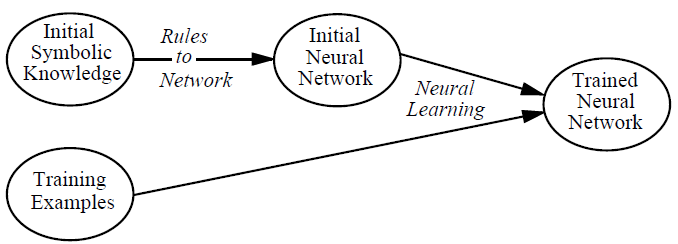 Initial
Symbolic
Knowledge
Rules
to
Network
Initial
Neural
Network
Neural
Learning
Trained
Neural
Network
Training
Examples